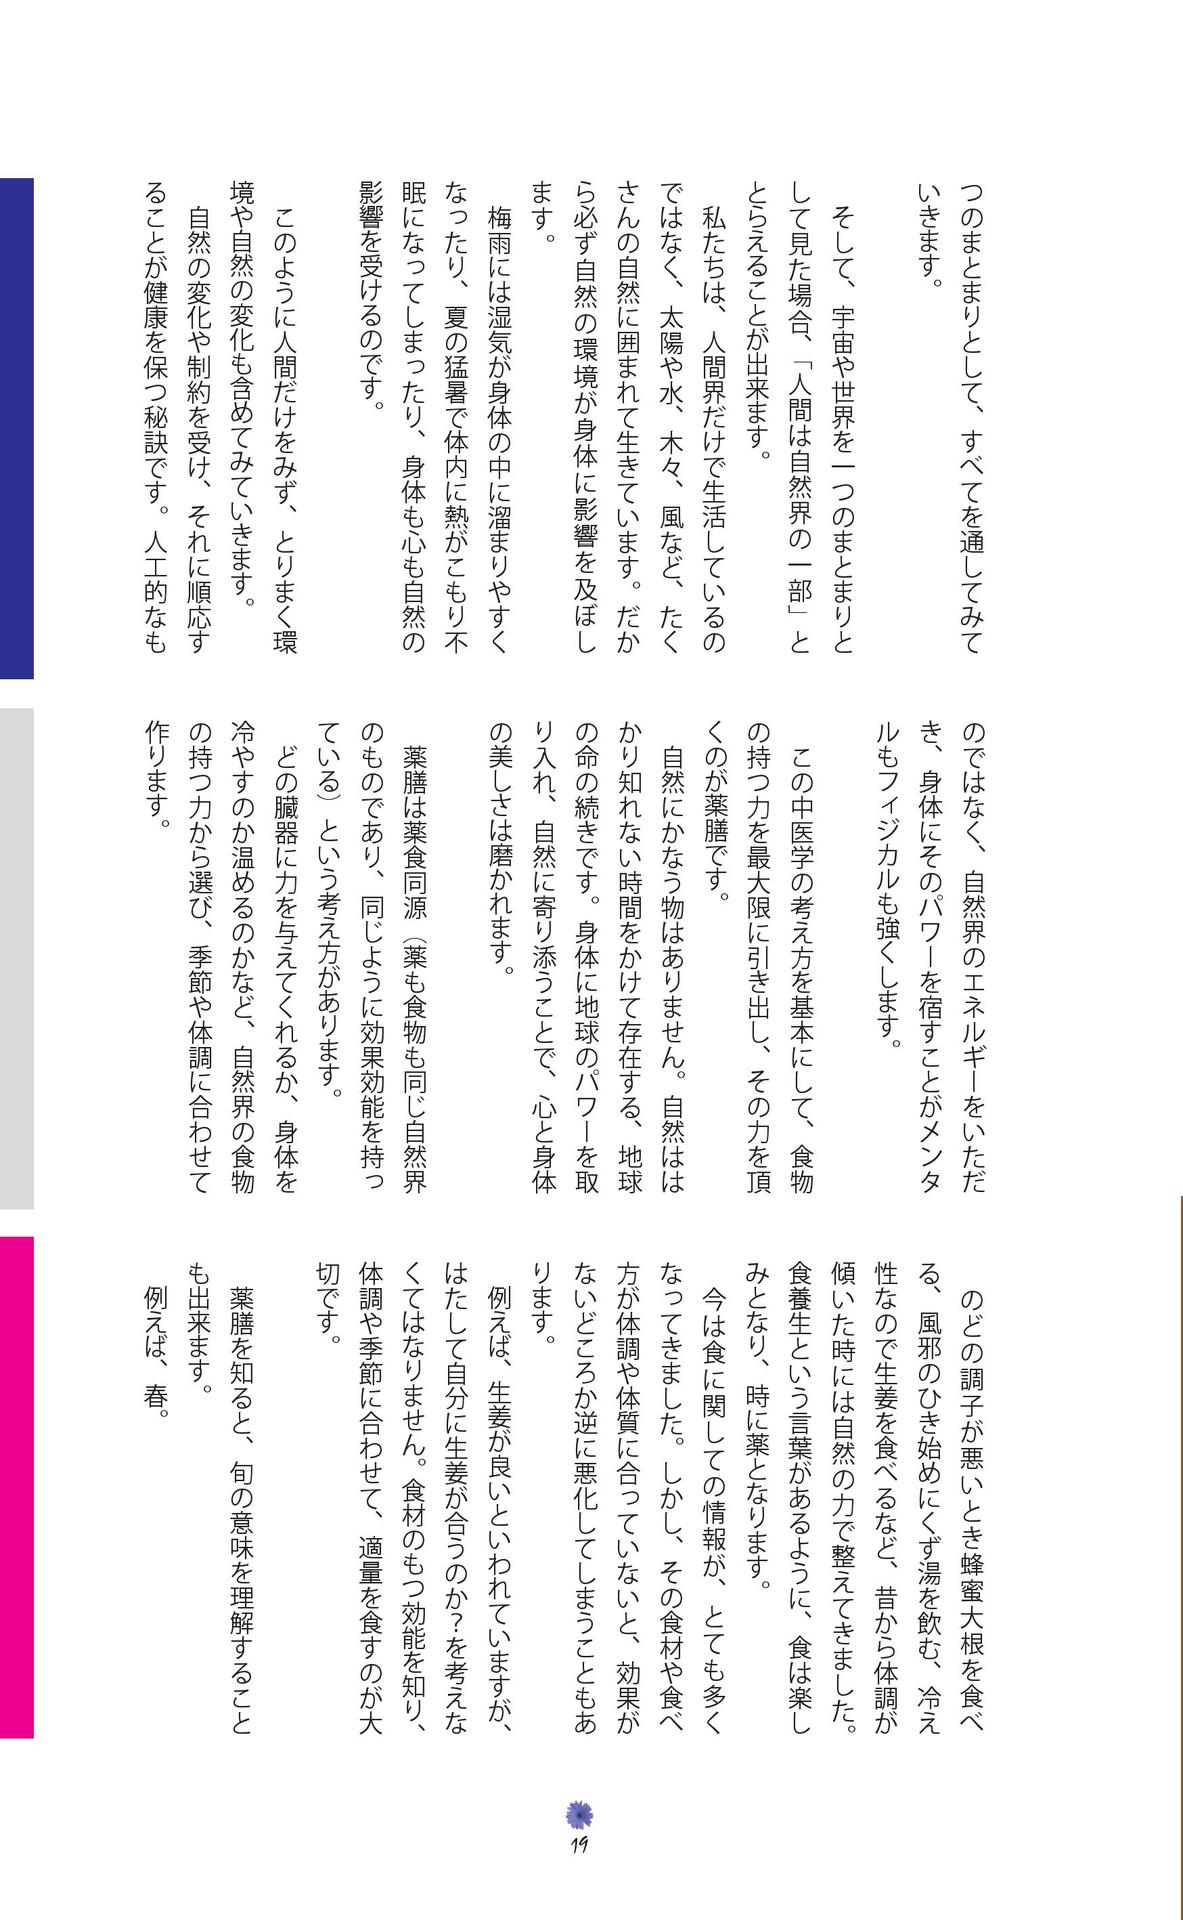 つのまとまりとして、すべてを通してみて
いきます。
そして、宇宙や世界を一つのまとまりと
して見た場合、「人間は自然界の一部」と
とらえることが出来ます。
私たちは、人間界だけで生活しているの
ではなく、太陽や水、木々、風など、たく
さんの自然に囲まれて生きています。だか
ら必ず自然の環境が身体に影響を及ぼし
ます。
梅雨には湿気が身体の中に溜まりやすく
なったり、夏の猛暑で体内に熱がこもり不
眠になってしまったり、身体も心も自然の
影響を受けるのです。
このように人間だけをみず、とりまく環
境や自然の変化も含めてみていきます。
自然の変化や制約を受け、それに順応す
ることが健康を保つ秘訣です。人工的なも
のではなく、自然界のエネルギーをいただ
き、身体にそのパワーを宿すことがメンタ
ルもフィジカルも強くします。
この中医学の考え方を基本にして、食物
の持つ力を最大限に引き出し、その力を頂
くのが薬膳です。
自然にかなう物はありません。自然はは
かり知れない時間をかけて存在する、地球
の命の続きです。身体に地球のパワーを取
り入れ、自然に寄り添うことで、心と身体
の美しさは磨かれます。
薬膳は薬食同源（薬も食物も同じ自然界
のものであり、同じように効果効能を持っ
ている）という考え方があります。
どの臓器に力を与えてくれるか、身体を
冷やすのか温めるのかなど、自然界の食物
の持つ力から選び、季節や体調に合わせて
作ります。
のどの調子が悪いとき蜂蜜大根を食べ
る、風邪のひき始めにくず湯を飲む、冷え
性なので生姜を食べるなど、昔から体調が
傾いた時には自然の力で整えてきました。
食養生という言葉があるように、食は楽し
みとなり、時に薬となります。
今は食に関しての情報が、とても多く
なってきました。しかし、その食材や食べ
方が体調や体質に合っていないと、効果が
ないどころか逆に悪化してしまうこともあ
ります。
例えば、生姜が良いといわれていますが、
はたして自分に生姜が合うのか？を考えな
くてはなりません。食材のもつ効能を知り、
体調や季節に合わせて、適量を食すのが大
切です。
薬膳を知ると、旬の意味を理解すること
も出来ます。
例えば、春。
19